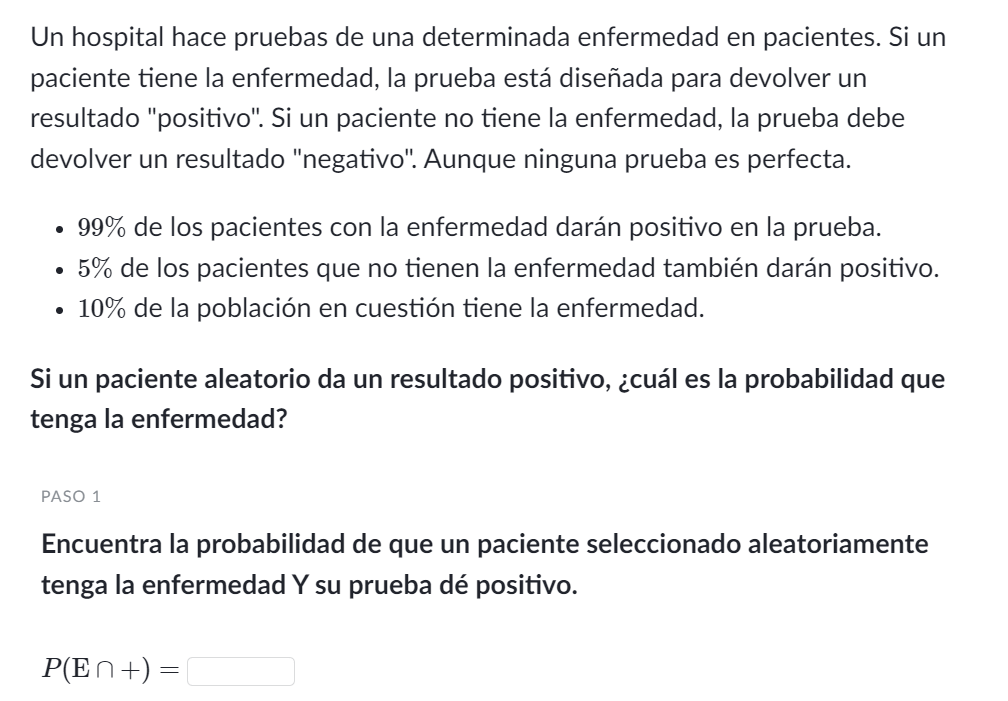 Un hospital hace pruebas de una determinada enfermedad en pacientes. Si un
paciente tiene la enfermedad, la prueba está diseñada para devolver un
resultado "positivo". Si un paciente no tiene la enfermedad, la prueba debe
devolver un resultado "negativo". Aunque ninguna prueba es perfecta.
• 99% de los pacientes con la enfermedad darán positivo en la prueba.
• 5% de los pacientes que no tienen la enfermedad también darán positivo.
• 10% de la población en cuestión tiene la enfermedad.
Si un paciente aleatorio da un resultado positivo, ¿cuál es la probabilidad que
tenga la enfermedad?
PASO 1
Encuentra la probabilidad de que un paciente seleccionado aleatoriamente
tenga la enfermedad Y su prueba dé positivo.
P(E ∩ +) =